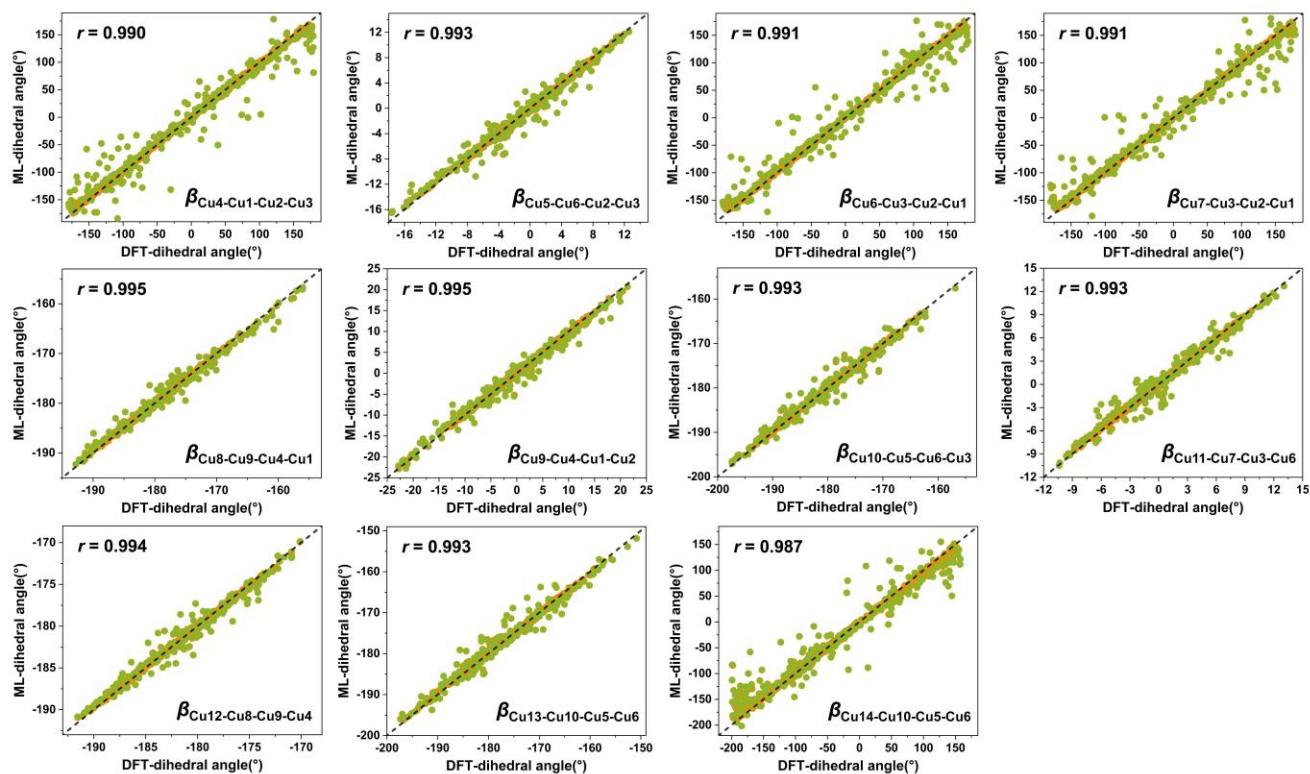 ML-dihedral angle(°)
150
100
50
0
-50
-100
-150
r = 0.990
βCu4-Cu1-Cu2-Cu3
-150 -100 -50 0 50 100 150
DFT-dihedral angle(°)
ML-dihedral angle(°)
12
8
4
0
-4
-8
-12
-16
r = 0.993
βCu5-Cu6-Cu2-Cu3
-16 -12 -8 -4 0 4 8 12
DFT-dihedral angle(°)
ML-dihedral angle(°)
150
100
50
0
-50
-100
-150
r = 0.991
βCu6-Cu3-Cu2-Cu1
-150 -100 -50 0 50 100 150
DFT-dihedral angle(°)
ML-dihedral angle(°)
150
100
50
0
-50
-100
-150
r = 0.991
βCu7-Cu3-Cu2-Cu1
-150 -100 -50 0 50 100 150
DFT-dihedral angle(°)
ML-dihedral angle(°)
-160
-170
-180
-190
r = 0.995
βCu8-Cu9-Cu4-Cu1
-190 -180 -170 -160
DFT-dihedral angle(°)
ML-dihedral angle(°)
25
20
15
10
5
0
-5
-10
-15
-20
-25
r = 0.995
βCu9-Cu4-Cu1-Cu2
-25 -20 -15 -10 -5 0 5 10 15 20 25
DFT-dihedral angle(°)
ML-dihedral angle(°)
-160
-170
-180
-190
-200
r = 0.993
βCu10-Cu5-Cu6-Cu3
-200 -190 -180 -170 -160
DFT-dihedral angle(°)
ML-dihedral angle(°)
15
12
9
6
3
0
-3
-6
-9
-12
r = 0.993
βCu11-Cu7-Cu3-Cu6
-12 -9 -6 -3 0 3 6 9 12 15
DFT-dihedral angle(°)
ML-dihedral angle(°)
-170
-175
-180
-185
-190
r = 0.994
βCu12-Cu8-Cu9-Cu4
-190 -185 -180 -175 -170
DFT-dihedral angle(°)
ML-dihedral angle(°)
-150
-160
-170
-180
-190
-200
r = 0.993
βCu13-Cu10-Cu5-Cu6
-200 -190 -180 -170 -160 -150
DFT-dihedral angle(°)
ML-dihedral angle(°)
150
100
50
0
-50
-100
-150
-200
r = 0.987
βCu14-Cu10-Cu5-Cu6
-200 -150 -100 -50 0 50 100 150
DFT-dihedral angle(°)